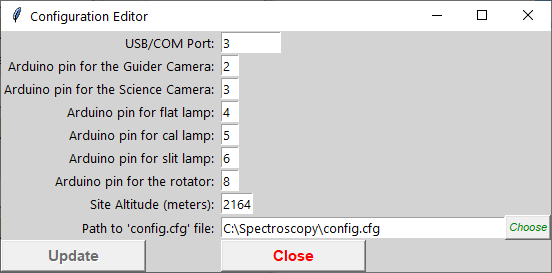 Configuration Editor
USB/COM Port: 3
Arduino pin for the Guider Camera: 2
Arduino pin for the Science Camera: 3
Arduino pin for flat lamp: 4
Arduino pin for cal lamp: 5
Arduino pin for slit lamp: 6
Arduino pin for the rotator: 8
Site Altitude (meters): 2164
Path to 'config.cfg' file: C:\Spectroscopy\config.cfg Choose
Update Close